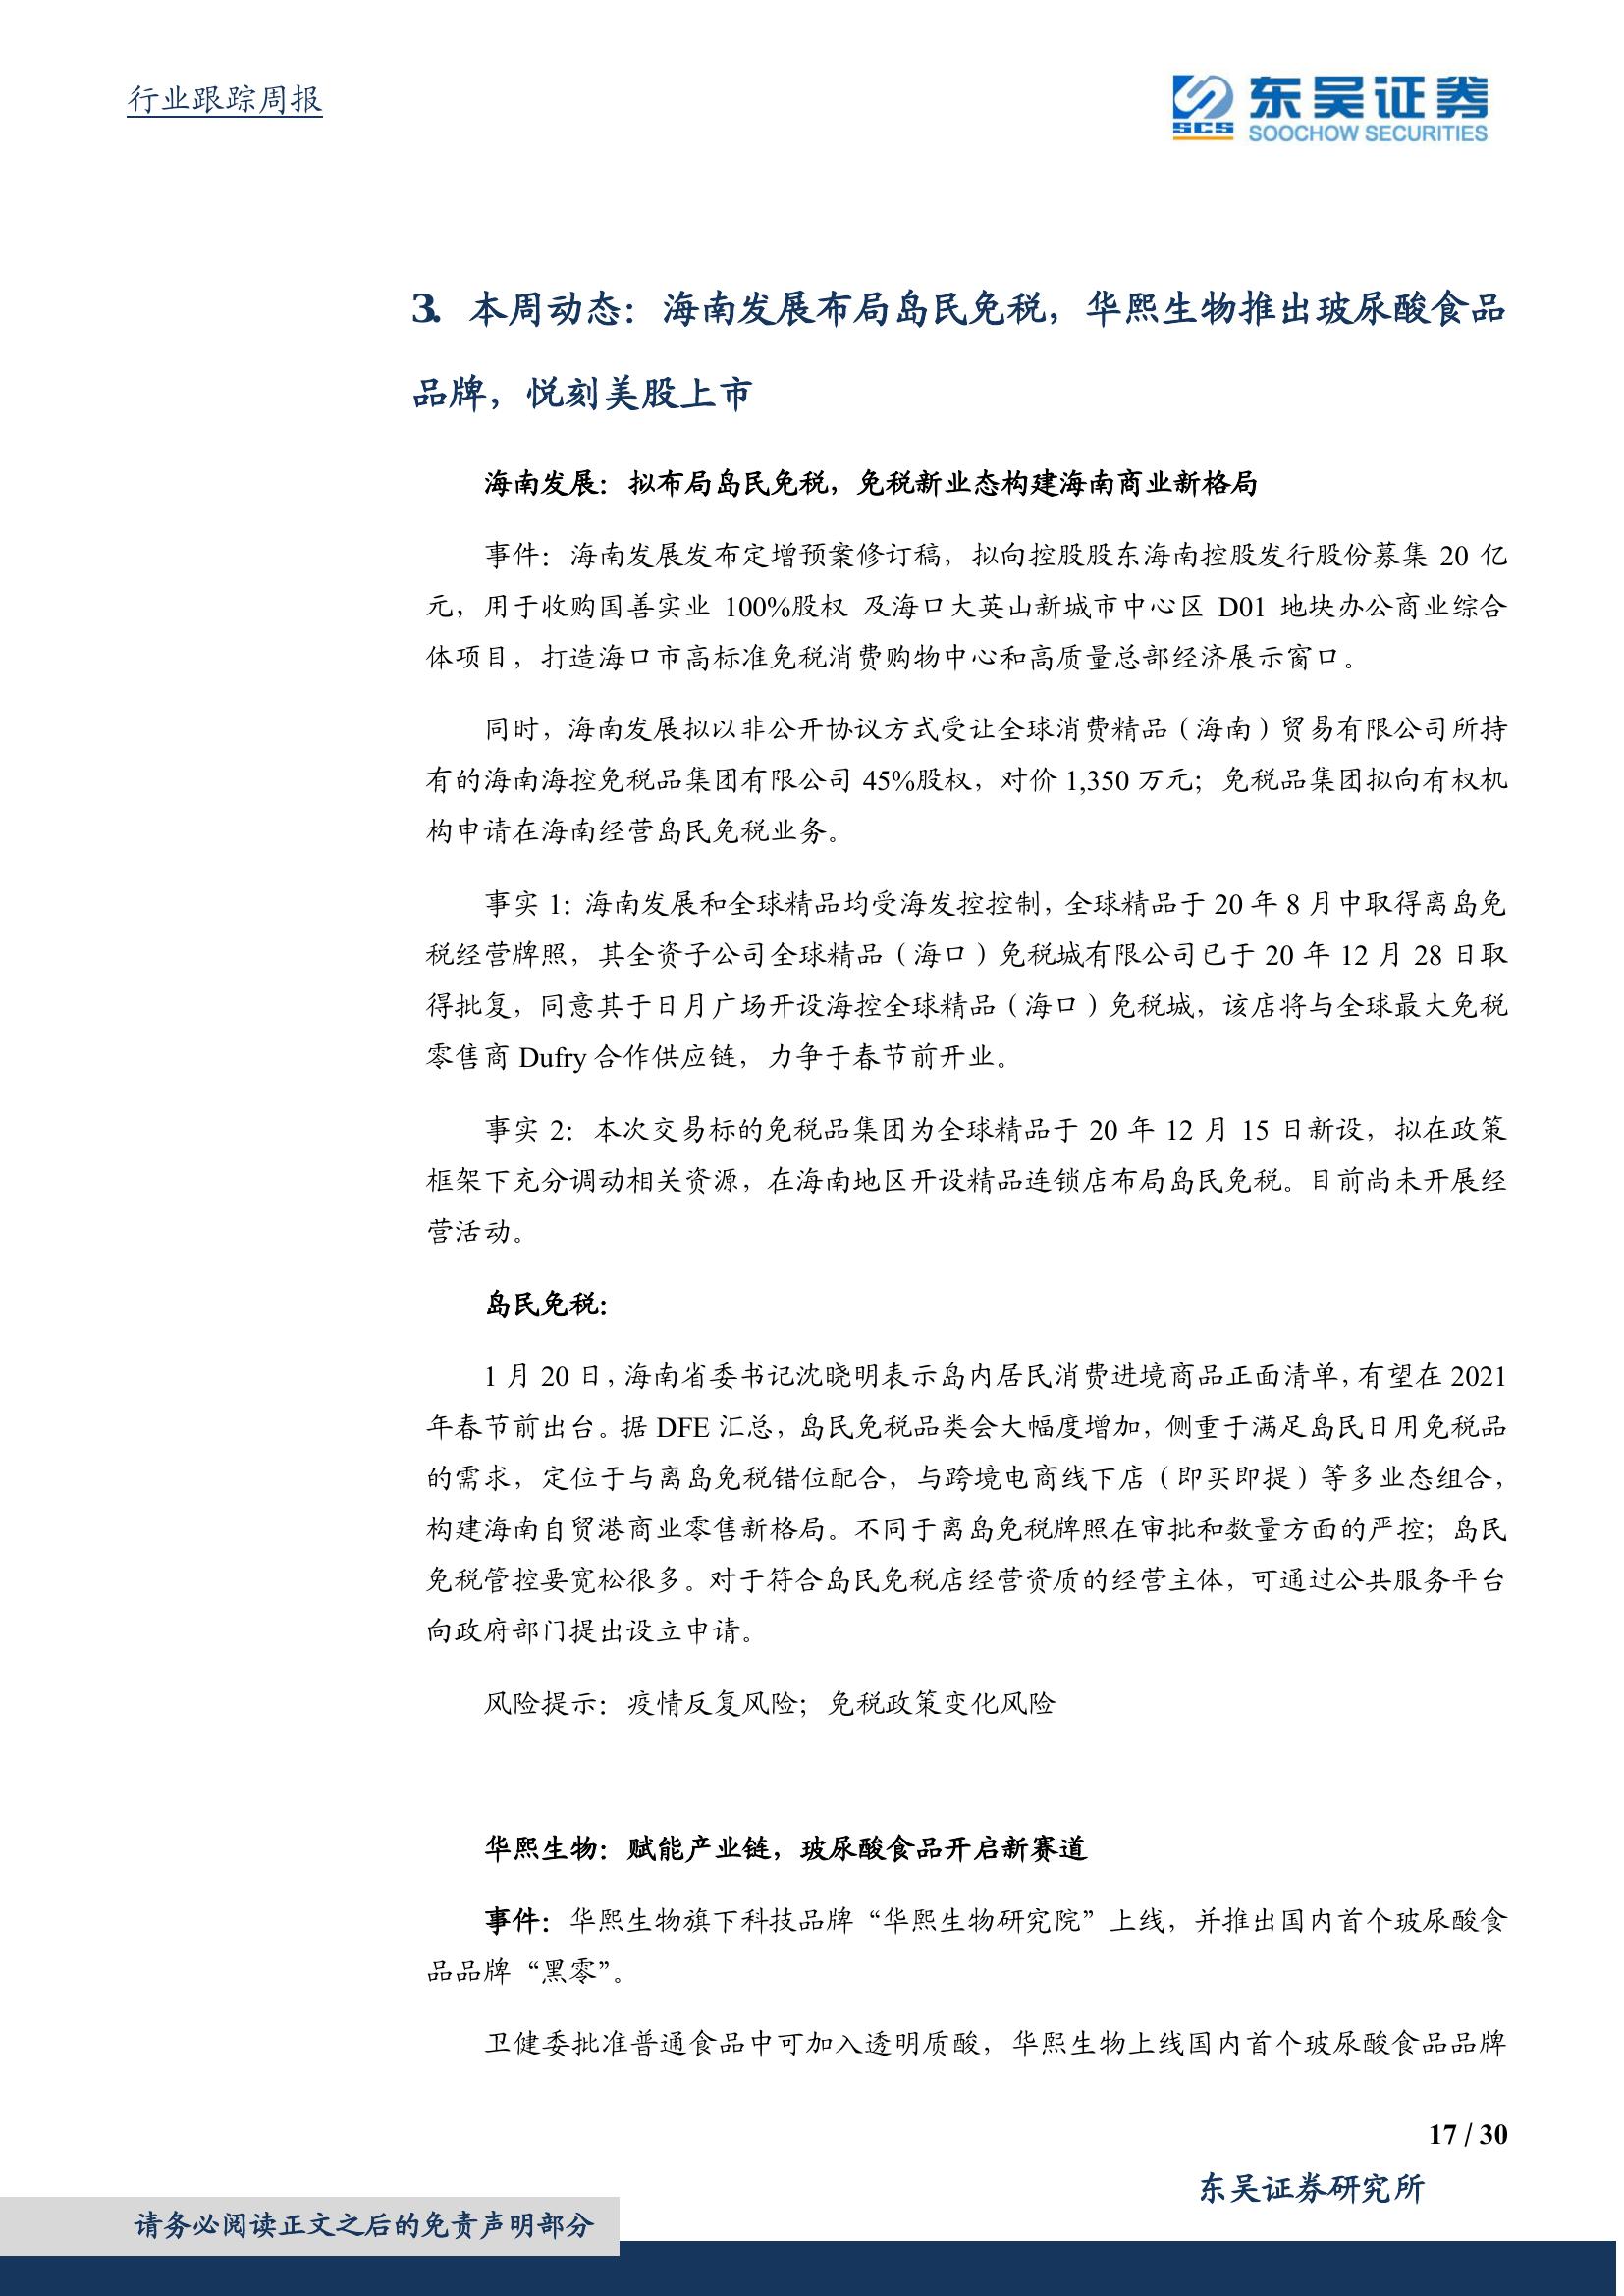 行业跟踪周报
SCS 东吴证券
SOOCHOW SECURITIES
3. 本周动态：海南发展布局岛民免税，华熙生物推出玻尿酸食品
品牌，悦刻美股上市
海南发展：拟布局岛民免税，免税新业态构建海南商业新格局
事件：海南发展发布定增预案修订稿，拟向控股股东海南控股发行股份募集 20 亿
元，用于收购国善实业 100%股权 及海口大英山新城市中心区 D01 地块办公商业综合
体项目，打造海口市高标准免税消费购物中心和高质量总部经济展示窗口。
同时，海南发展拟以非公开协议方式受让全球消费精品（海南）贸易有限公司所持
有的海南海控免税品集团有限公司 45%股权，对价 1,350 万元；免税品集团拟向有权机
构申请在海南经营岛民免税业务。
事实 1：海南发展和全球精品均受海发控控制，全球精品于 20 年 8 月中取得离岛免
税经营牌照，其全资子公司全球精品（海口）免税城有限公司已于 20 年 12 月 28 日取
得批复，同意其于日月广场开设海控全球精品（海口）免税城，该店将与全球最大免税
零售商 Dufry 合作供应链，力争于春节前开业。
事实 2：本次交易标的免税品集团为全球精品于 20 年 12 月 15 日新设，拟在政策
框架下充分调动相关资源，在海南地区开设精品连锁店布局岛民免税。目前尚未开展经
营活动。
岛民免税：
1 月 20 日，海南省委书记沈晓明表示岛内居民消费进境商品正面清单，有望在 2021
年春节前出台。据 DFE 汇总，岛民免税品类会大幅度增加，侧重于满足岛民日用免税品
的需求，定位于与离岛免税错位配合，与跨境电商线下店（即买即提）等多业态组合，
构建海南自贸港商业零售新格局。不同于离岛免税牌照在审批和数量方面的严控；岛民
免税管控要宽松很多。对于符合岛民免税店经营资质的经营主体，可通过公共服务平台
向政府部门提出设立申请。
风险提示：疫情反复风险；免税政策变化风险
华熙生物：赋能产业链，玻尿酸食品开启新赛道
事件：华熙生物旗下科技品牌“华熙生物研究院”上线，并推出国内首个玻尿酸食
品品牌“黑零”。
卫健委批准普通食品中可加入透明质酸，华熙生物上线国内首个玻尿酸食品品牌
17 / 30
东吴证券研究所
请务必阅读正文之后的免责声明部分